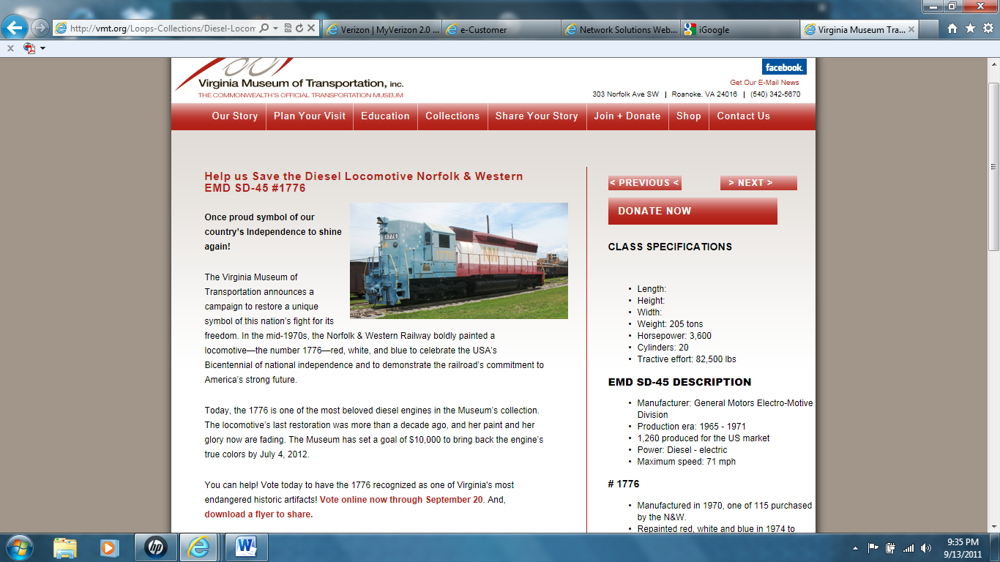 http://vmt.org/Loops-Collections/Diesel-Locom
Verizon | MyVerizon 2.0 ...
e-Customer
Network Solutions Web...
iGoogle
Virginia Museum Tra...
Virginia Museum of Transportation, inc.
THE COMMONWEALTH'S OFFICIAL TRANSPORTATION MUSEUM
facebook.
Get Our E-Mail News
303 Norfolk Ave SW | Roanoke, VA 24016 | (540) 342-5670
Our Story
Plan Your Visit
Education
Collections
Share Your Story
Join + Donate
Shop
Contact Us
Help us Save the Diesel Locomotive Norfolk & Western
EMD SD-45 #1776
Once proud symbol of our
country's Independence to shine
again!
1776
1776
NW
The Virginia Museum of
Transportation announces a
campaign to restore a unique
symbol of this nation's fight for its
freedom. In the mid-1970s, the Norfolk & Western Railway boldly painted a
locomotive—the number 1776—red, white, and blue to celebrate the USA's
Bicentennial of national independence and to demonstrate the railroad's commitment to
America's strong future.
Today, the 1776 is one of the most beloved diesel engines in the Museum's collection.
The locomotive's last restoration was more than a decade ago, and her paint and her
glory now are fading. The Museum has set a goal of $10,000 to bring back the engine's
true colors by July 4, 2012.
You can help! Vote today to have the 1776 recognized as one of Virginia's most
endangered historic artifacts! Vote online now through September 20. And,
download a flyer to share.
< PREVIOUS <
> NEXT >
DONATE NOW
CLASS SPECIFICATIONS
• Length:
• Height:
• Width:
• Weight: 205 tons
• Horsepower: 3,600
• Cylinders: 20
• Tractive effort: 82,500 lbs
EMD SD-45 DESCRIPTION
• Manufacturer: General Motors Electro-Motive
Division
• Production era: 1965 - 1971
• 1,260 produced for the US market
• Power: Diesel - electric
• Maximum speed: 71 mph
# 1776
• Manufactured in 1970, one of 115 purchased
by the N&W.
• Repainted red, white and blue in 1974 to
hp
W
9:35 PM
9/13/2011